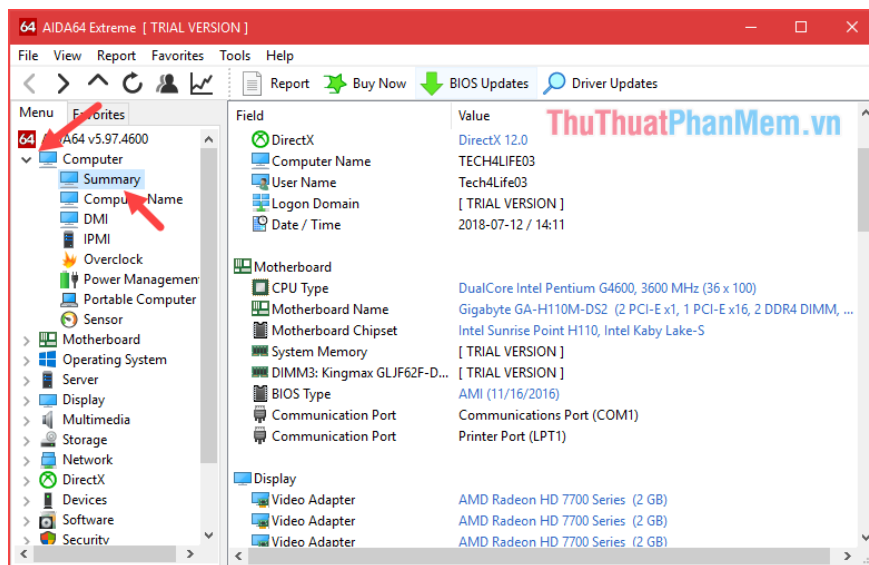 64 AIDA64 Extreme [ TRIAL VERSION ]
File View Report Favorites Tools Help
Report Buy Now BIOS Updates Driver Updates
Menu Favorites
Field Value
ThuThuatPhanMem.vn
64 AIDA64 v5.97.4600
Computer
Summary
Computer Name
DMI
IPMI
Overclock
Power Managemen
Portable Computer
Sensor
Motherboard
Operating System
Server
Display
Multimedia
Storage
Network
DirectX
Devices
Software
Security
DirectX DirectX 12.0
Computer Name TECH4LIFE03
User Name Tech4Life03
Logon Domain [ TRIAL VERSION ]
Date / Time 2018-07-12 / 14:11
Motherboard
CPU Type DualCore Intel Pentium G4600, 3600 MHz (36 x 100)
Motherboard Name Gigabyte GA-H110M-DS2 (2 PCI-E x1, 1 PCI-E x16, 2 DDR4 DIMM, ...
Motherboard Chipset Intel Sunrise Point H110, Intel Kaby Lake-S
System Memory [ TRIAL VERSION ]
DIMM3: Kingmax GLJF62F-D... [ TRIAL VERSION ]
BIOS Type AMI (11/16/2016)
Communication Port Communications Port (COM1)
Communication Port Printer Port (LPT1)
Display
Video Adapter AMD Radeon HD 7700 Series (2 GB)
Video Adapter AMD Radeon HD 7700 Series (2 GB)
Video Adapter AMD Radeon HD 7700 Series (2 GB)